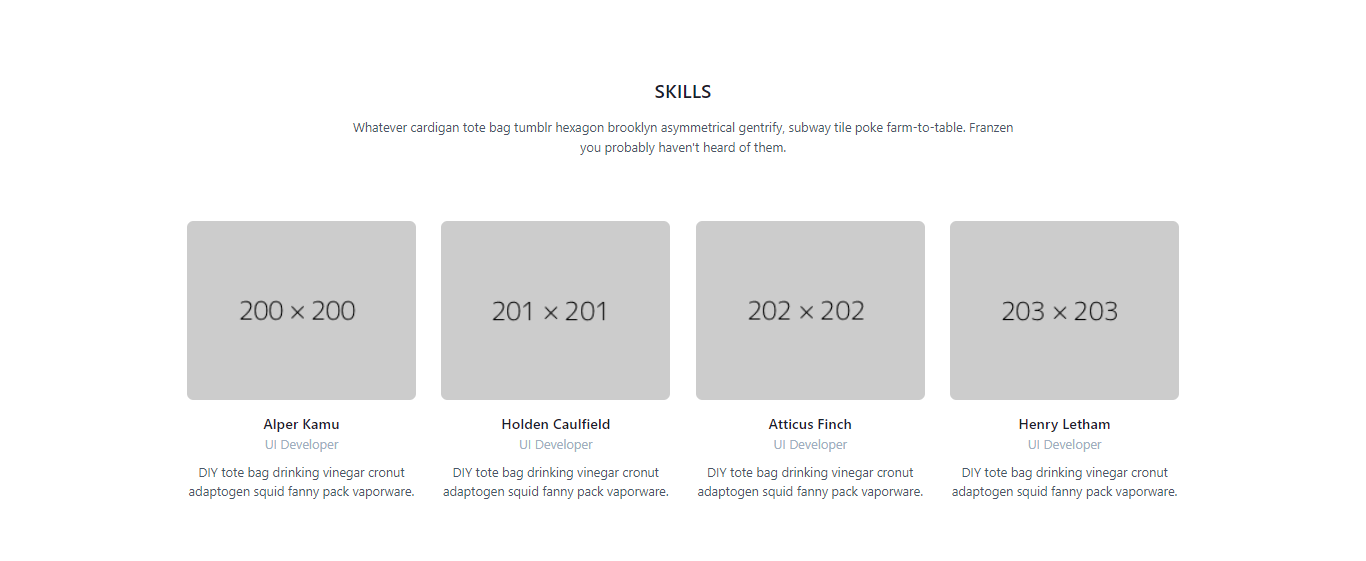 SKILLS
Whatever cardigan tote bag tumblr hexagon brooklyn asymmetrical gentrify, subway tile poke farm-to-table. Franzen
you probably haven't heard of them.
200 × 200
201 × 201
202 × 202
203 × 203
Alper Kamu
UI Developer
DIY tote bag drinking vinegar cronut
adaptogen squid fanny pack vaporware.
Holden Caulfield
UI Developer
DIY tote bag drinking vinegar cronut
adaptogen squid fanny pack vaporware.
Atticus Finch
UI Developer
DIY tote bag drinking vinegar cronut
adaptogen squid fanny pack vaporware.
Henry Letham
UI Developer
DIY tote bag drinking vinegar cronut
adaptogen squid fanny pack vaporware.